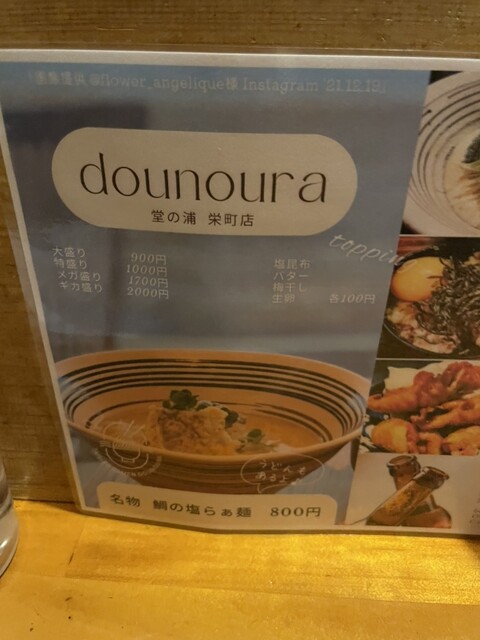 『画像提供 @flower_angelique様 Instagram 21.12.19』
dounoura
堂の浦 栄町店
toppin
大盛り 900円
特盛り 1000円
メガ盛り 1700円
ギカ盛り 2000円
塩昆布
バター
梅干し
生卵 各100円
うどんも
あるよ
名物 鯛の塩らぁ麺 800円